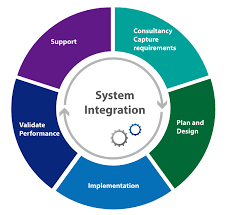 Support
Consultancy
Capture
requirements
System
Integration
Validate
Performance
Plan and
Design
Implementation